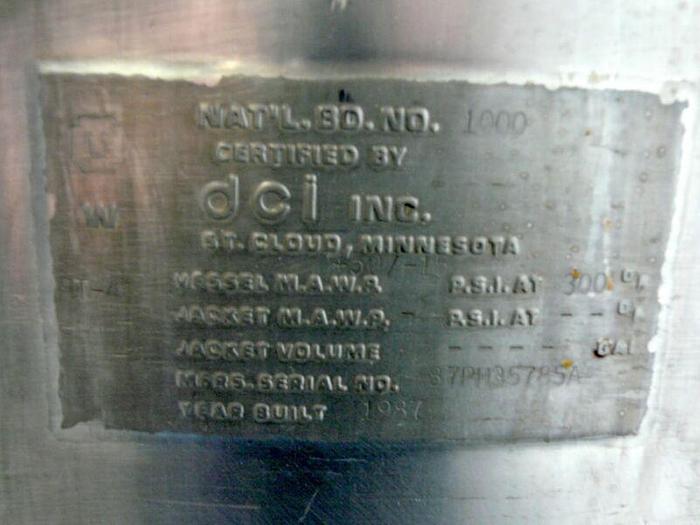 NAT'L. BD. NO. 1000
CERTIFIED BY
dci INC.
W
ST. CLOUD, MINNESOTA
VESSEL M.A.W.P. P.S.I. AT 300 °F.
JACKET M.A.W.P. - P.S.I. AT - - °F.
JACKET VOLUME - - - - - GAL
MFRS. SERIAL NO. 87PH35785A
YEAR BUILT 1987